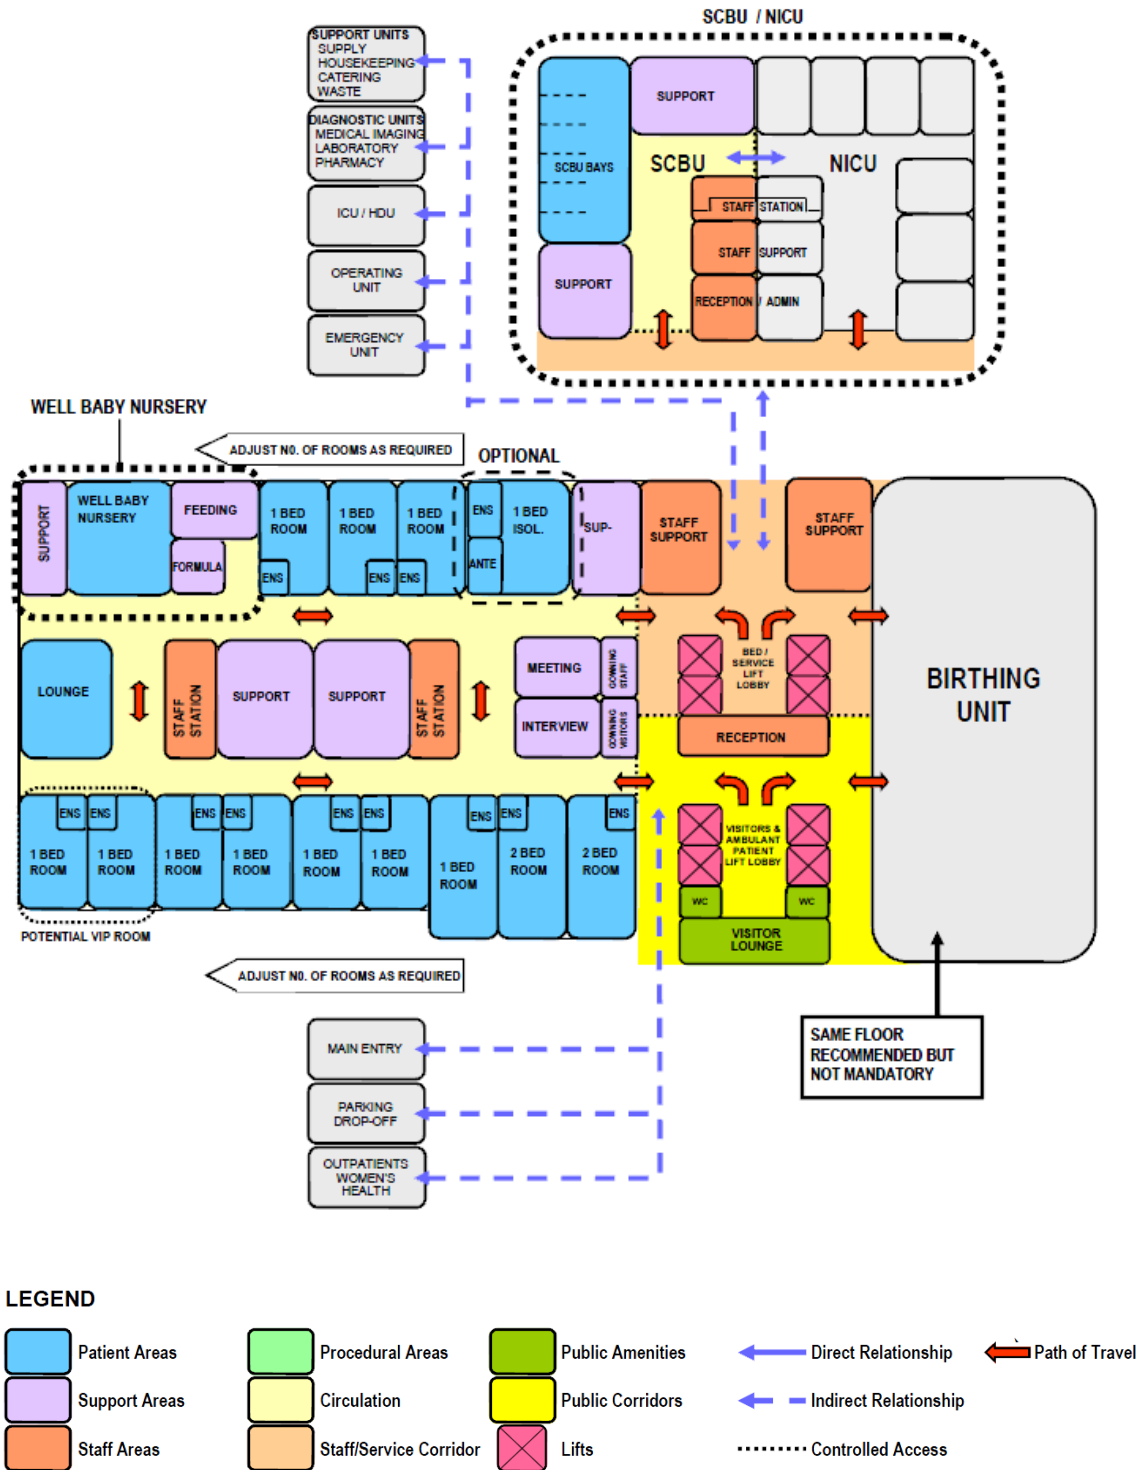 SCBU / NICU
SUPPORT UNITS
SUPPLY
HOUSEKEEPING
CATERING
WASTE
DIAGNOSTIC UNITS
MEDICAL IMAGING
LABORATORY
PHARMACY
ICU / HDU
OPERATING
UNIT
EMERGENCY
UNIT
SUPPORT
SCBU BAYS
SCBU
NICU
STAFF STATION
STAFF SUPPORT
SUPPORT
RECEPTION / ADMIN
WELL BABY NURSERY
ADJUST N0. OF ROOMS AS REQUIRED
OPTIONAL
SUPPORT
WELL BABY
NURSERY
FEEDING
FORMULA
1 BED
ROOM
ENS
1 BED
ROOM
ENS
1 BED
ROOM
ENS
ENS
ANTE
1 BED
ISOL.
SUP-
STAFF
SUPPORT
STAFF
SUPPORT
LOUNGE
STAFF
STATION
SUPPORT
SUPPORT
STAFF
STATION
MEETING
GOWNING
STAFF
INTERVIEW
GOWNING
VISITORS
BED /
SERVICE
LIFT
LOBBY
RECEPTION
BIRTHING
UNIT
ENS
1 BED
ROOM
ENS
1 BED
ROOM
ENS
1 BED
ROOM
ENS
1 BED
ROOM
ENS
1 BED
ROOM
ENS
1 BED
ROOM
ENS
1 BED
ROOM
ENS
2 BED
ROOM
ENS
2 BED
ROOM
VISITORS &
AMBULANT
PATIENT
LIFT LOBBY
WC
WC
VISITOR
LOUNGE
POTENTIAL VIP ROOM
ADJUST N0. OF ROOMS AS REQUIRED
SAME FLOOR
RECOMMENDED BUT
NOT MANDATORY
MAIN ENTRY
PARKING
DROP-OFF
OUTPATIENTS
WOMEN'S
HEALTH
LEGEND
Patient Areas
Procedural Areas
Public Amenities
Direct Relationship
Path of Travel
Support Areas
Circulation
Public Corridors
Indirect Relationship
Staff Areas
Staff/Service Corridor
Lifts
Controlled Access